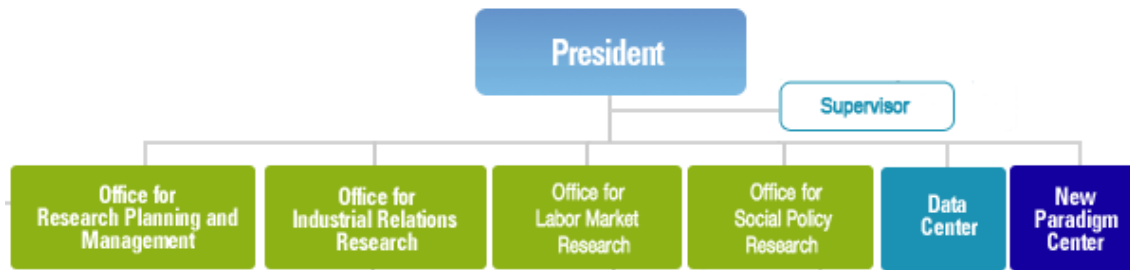 President
Supervisor
Office for
Research Planning and
Management
Office for
Industrial Relations
Research
Office for
Labor Market
Research
Office for
Social Policy
Research
Data
Center
New
Paradigm
Center